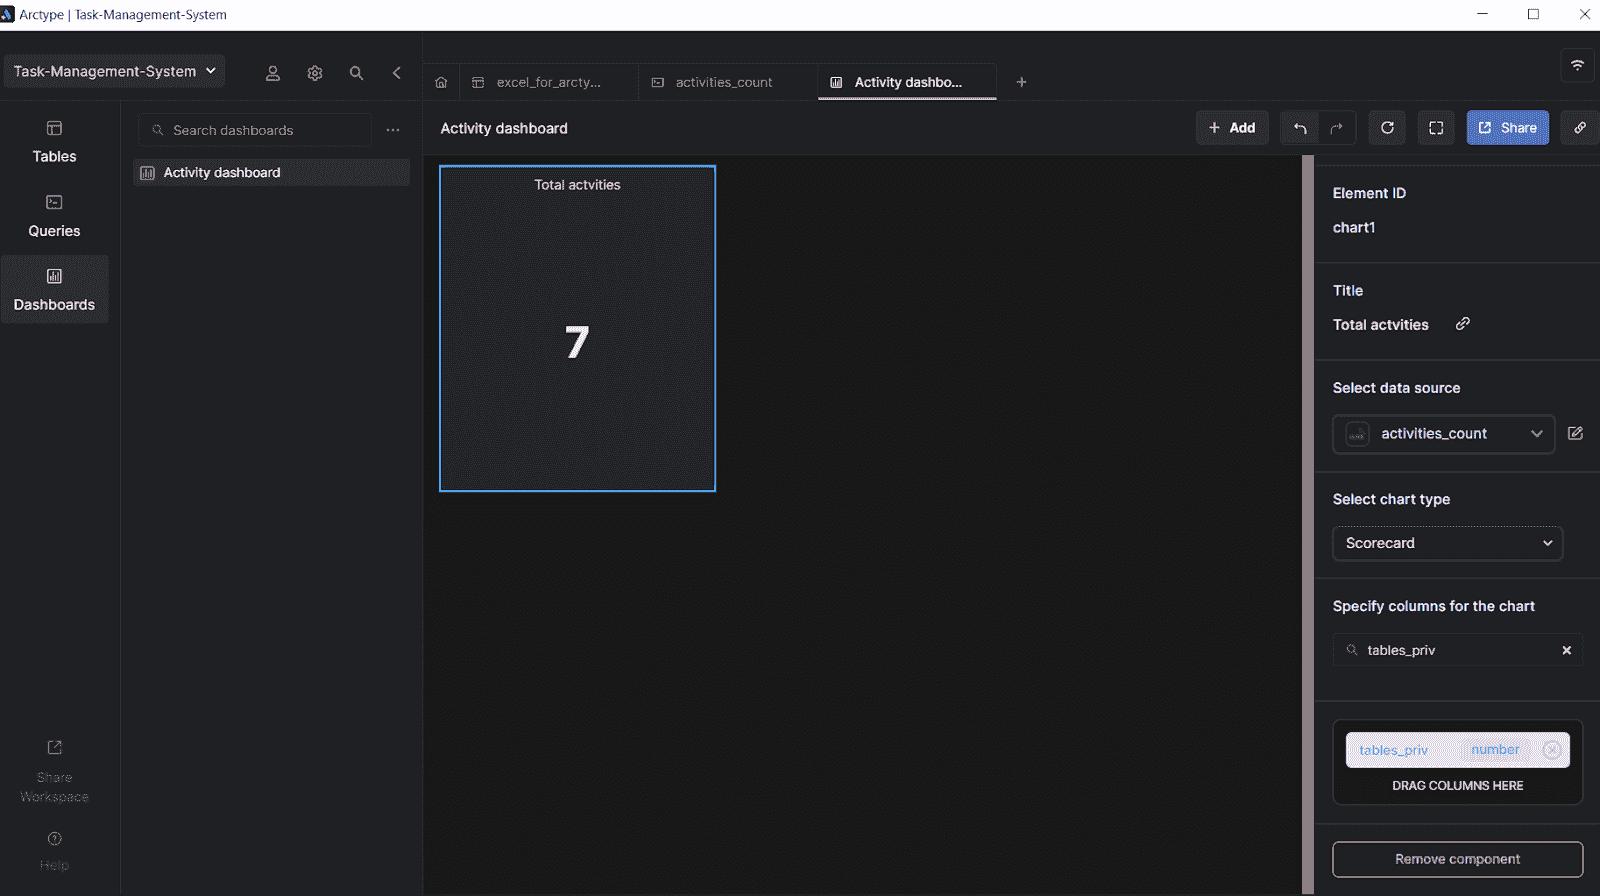 Arctype | Task-Management-System
Task-Management-System
excel_for_arcty...
activities_count
Activity dashbo...
Tables
Queries
Dashboards
Share
Workspace
Help
Search dashboards
Activity dashboard
Activity dashboard
Add
Share
Total actvities
7
Element ID
chart1
Title
Total actvities
Select data source
activities_count
Select chart type
Scorecard
Specify columns for the chart
tables_priv
tables_priv number
DRAG COLUMNS HERE
Remove component